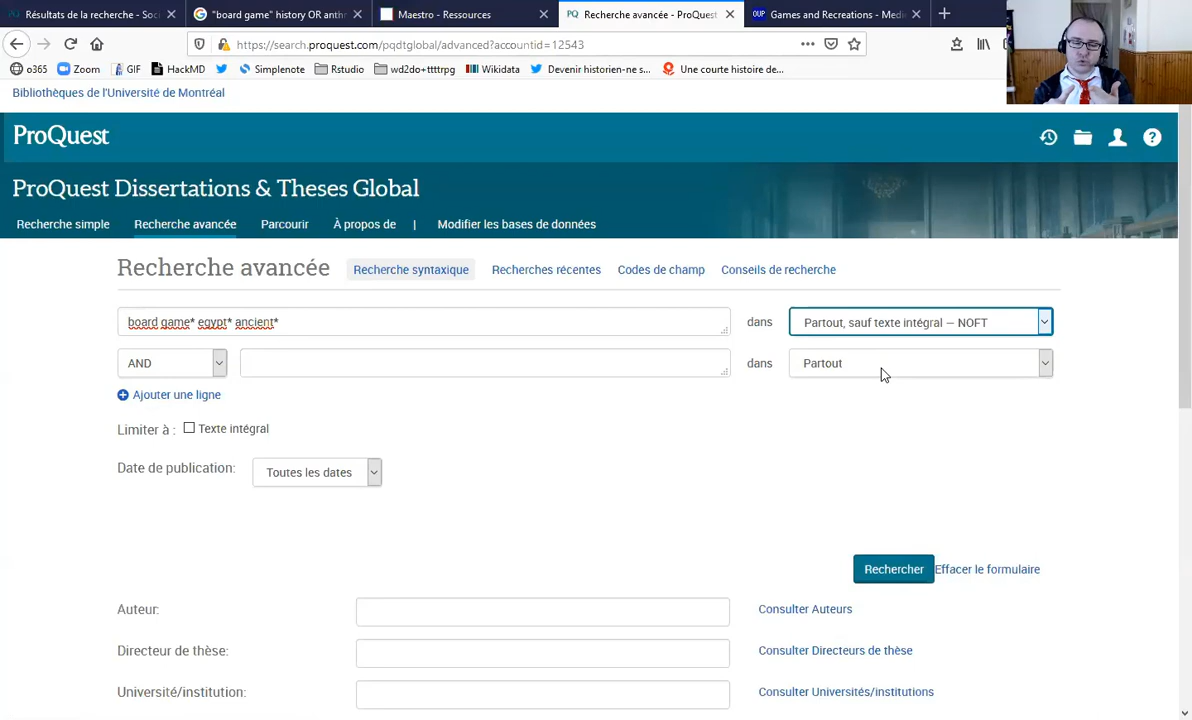 Résultats de la recherche - Soc
"board game" history OR anthr
Maestro - Ressources
Recherche avancée - ProQuest
Games and Recreations - Medie
https://search.proquest.com/pqdtglobal/advanced?accountid=12543
o365
Zoom
GIF
HackMD
Simplenote
Rstudio
wd2do+ttttrpg
Wikidata
Devenir historien-ne s...
Une courte histoire de...
Bibliothèques de l'Université de Montréal
ProQuest
ProQuest Dissertations & Theses Global
Recherche simple
Recherche avancée
Parcourir
À propos de
|
Modifier les bases de données
Recherche avancée
Recherche syntaxique
Recherches récentes
Codes de champ
Conseils de recherche
board game* egypt* ancient*
dans
Partout, sauf texte intégral — NOFT
AND
dans
Partout
Ajouter une ligne
Limiter à :
Texte intégral
Date de publication:
Toutes les dates
Rechercher
Effacer le formulaire
Auteur:
Consulter Auteurs
Directeur de thèse:
Consulter Directeurs de thèse
Université/institution:
Consulter Universités/institutions